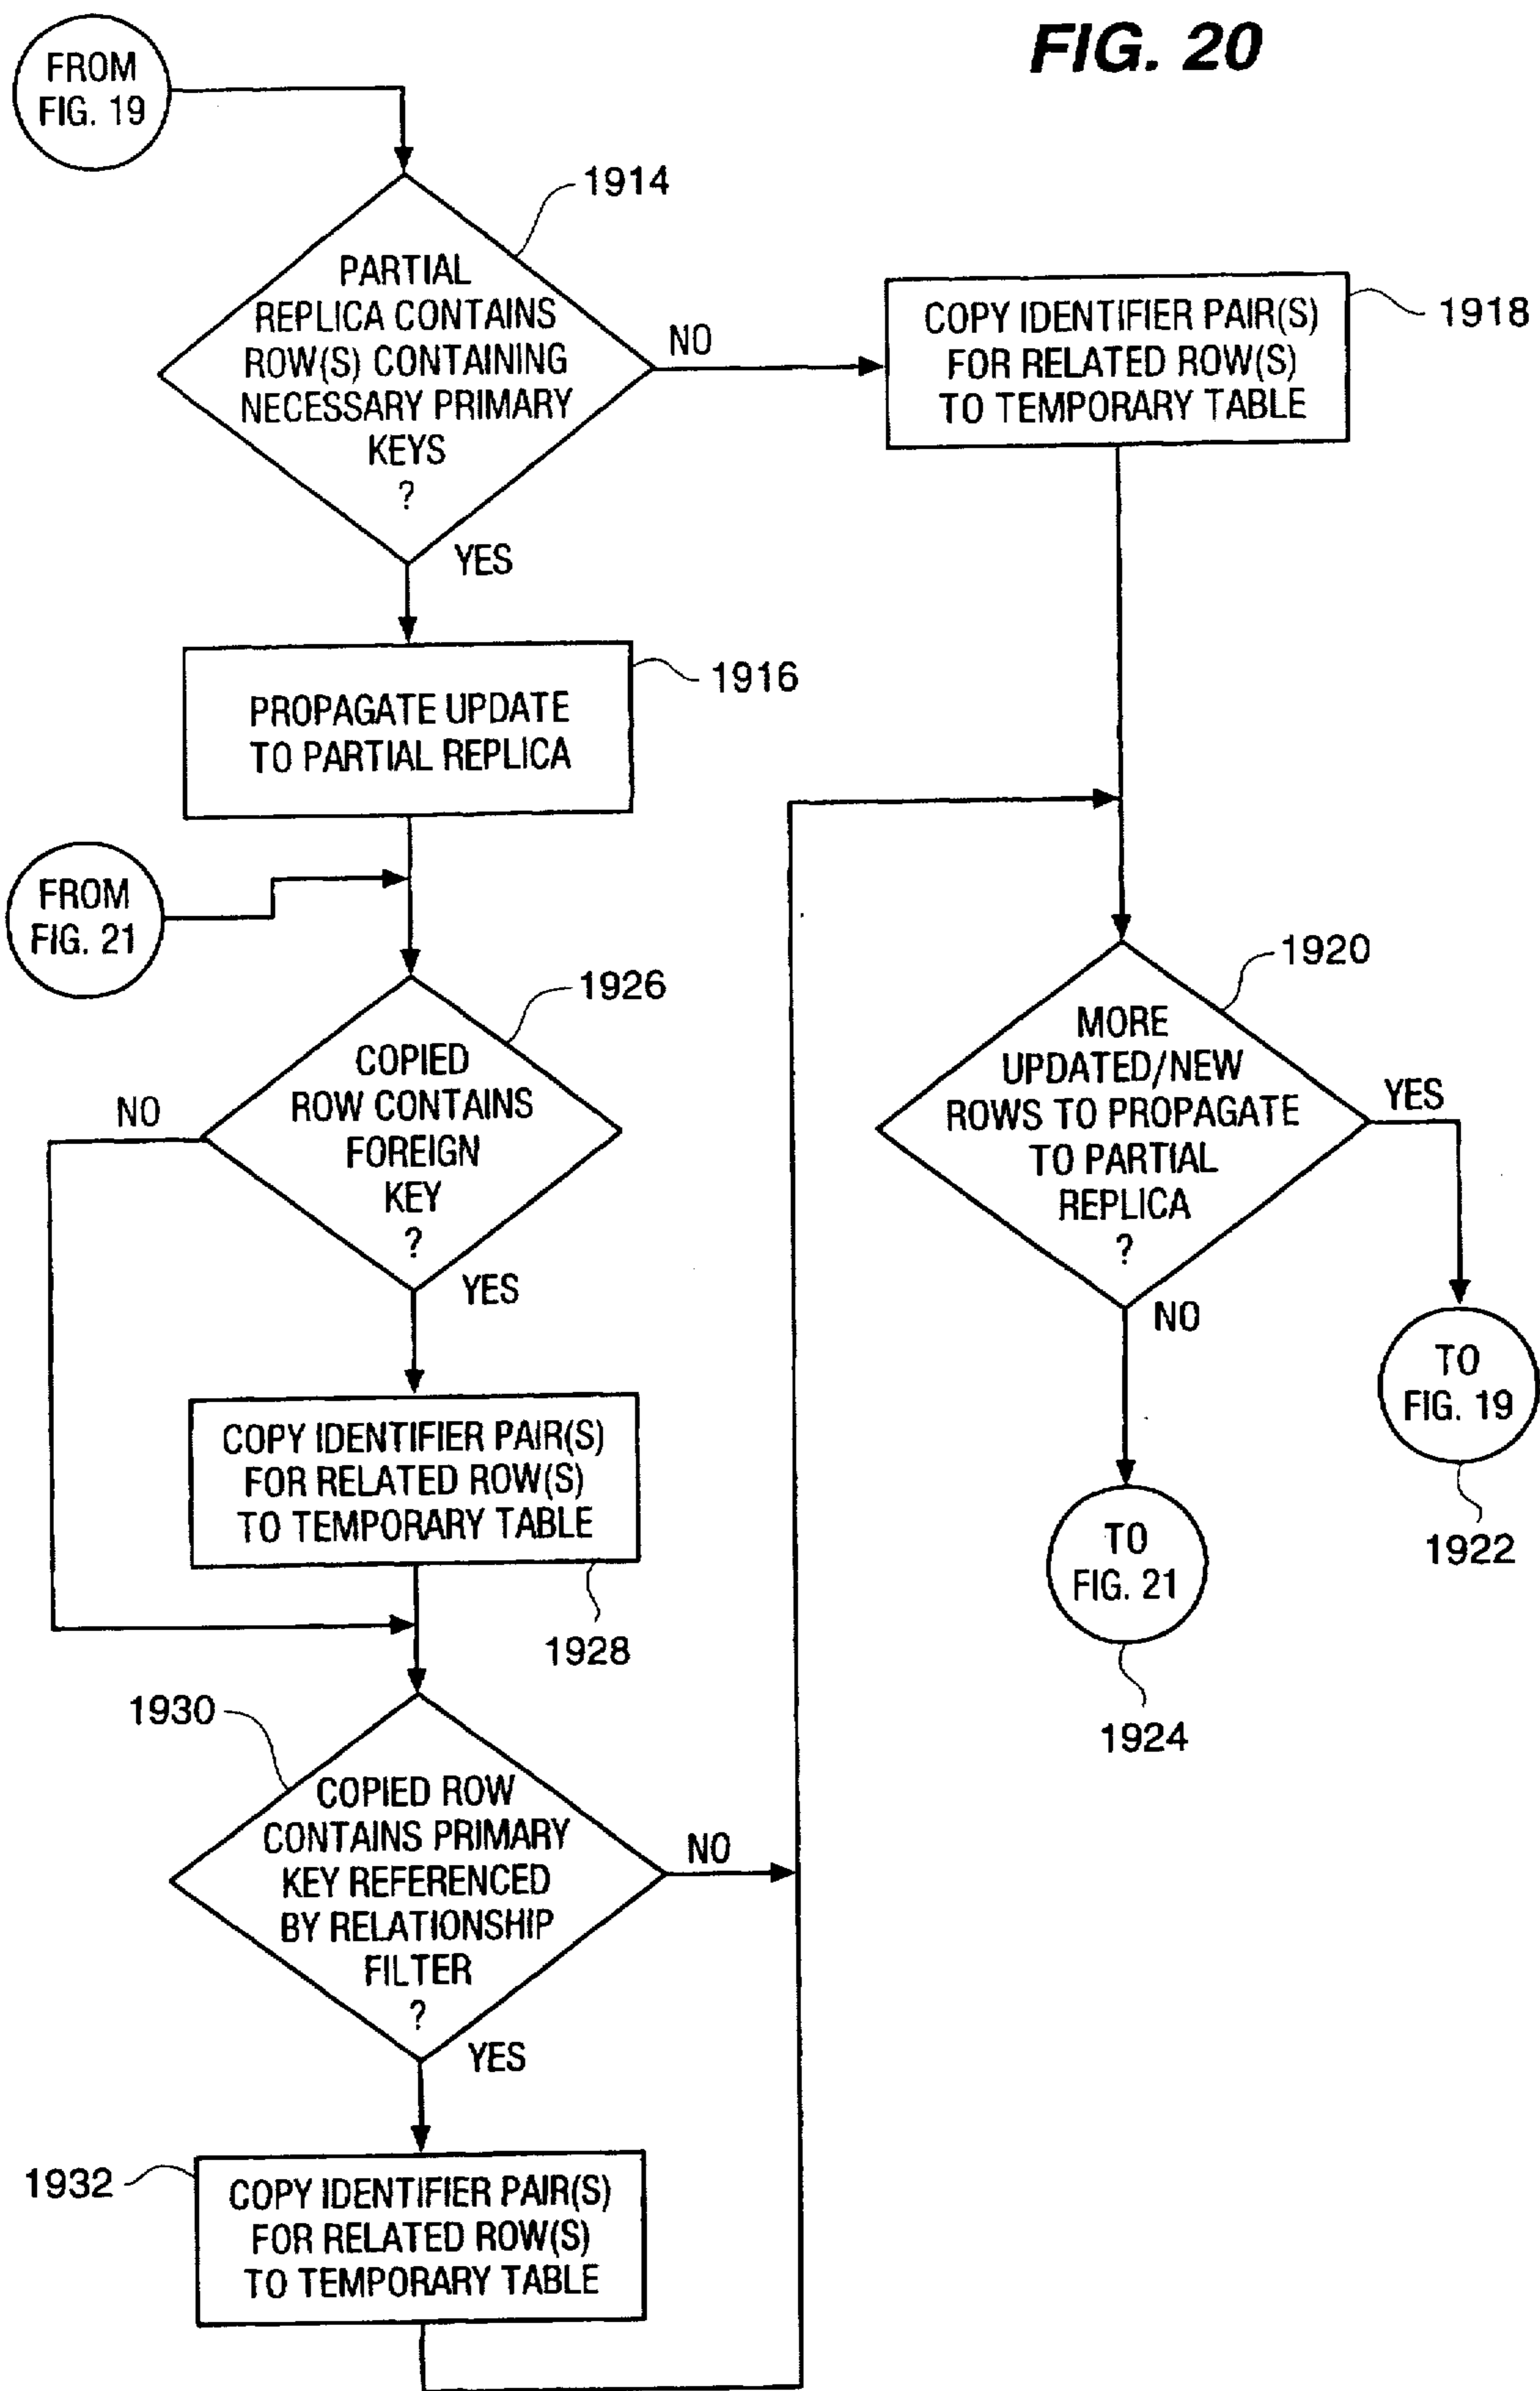 FIG. 20
FROM
FIG. 19
1914
PARTIAL
REPLICA CONTAINS
ROW(S) CONTAINING
NECESSARY PRIMARY
KEYS
?
NO
YES
COPY IDENTIFIER PAIR(S)
FOR RELATED ROW(S)
TO TEMPORARY TABLE
1918
PROPAGATE UPDATE
TO PARTIAL REPLICA
1916
FROM
FIG. 21
1926
COPIED
ROW CONTAINS
FOREIGN
KEY
?
NO
YES
1920
MORE
UPDATED/NEW
ROWS TO PROPAGATE
TO PARTIAL
REPLICA
?
YES
NO
TO
FIG. 19
1922
TO
FIG. 21
1924
COPY IDENTIFIER PAIR(S)
FOR RELATED ROW(S)
TO TEMPORARY TABLE
1928
1930
COPIED ROW
CONTAINS PRIMARY
KEY REFERENCED
BY RELATIONSHIP
FILTER
?
NO
YES
1932
COPY IDENTIFIER PAIR(S)
FOR RELATED ROW(S)
TO TEMPORARY TABLE